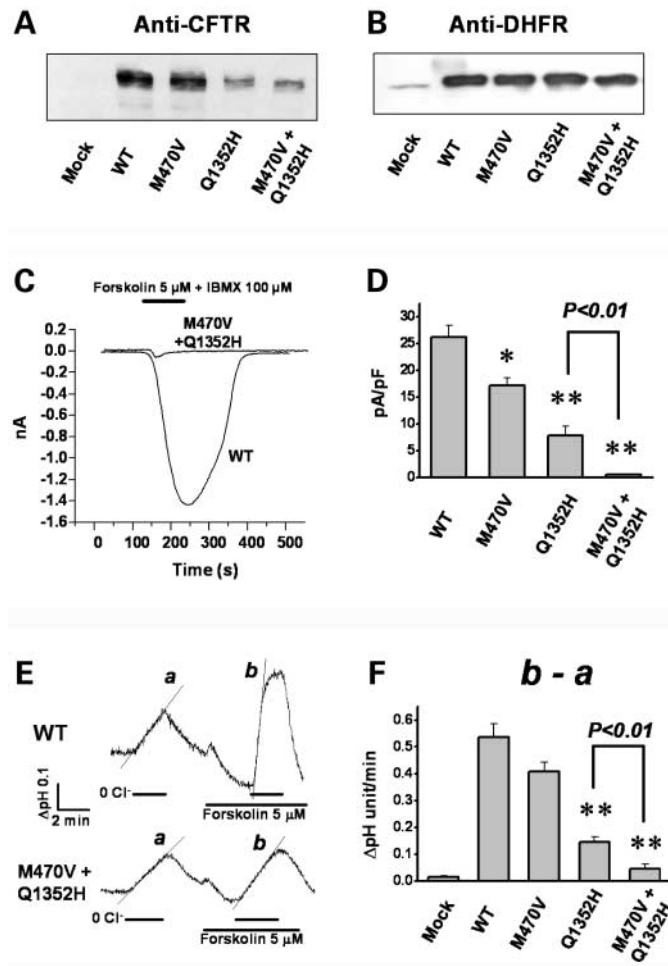 A
Anti-CFTR
Mock
WT
M470V
Q1352H
M470V +
Q1352H
B
Anti-DHFR
Mock
WT
M470V
Q1352H
M470V +
Q1352H
C
Forskolin 5 μM + IBMX 100 μM
M470V
+Q1352H
WT
nA
0.2
0.0
-0.2
-0.4
-0.6
-0.8
-1.0
-1.2
-1.4
-1.6
0 100 200 300 400 500
Time (s)
D
P<0.01
*
**
**
pA/pF
30
25
20
15
10
5
0
WT
M470V
Q1352H
M470V +
Q1352H
E
WT
a
b
ΔpH 0.1
2 min
0 Cl-
Forskolin 5 μM
M470V +
Q1352H
a
b
0 Cl-
Forskolin 5 μM
F
b - a
P<0.01
**
**
ΔpH unit/min
0.6
0.5
0.4
0.3
0.2
0.1
0.0
Mock
WT
M470V
Q1352H
M470V +
Q1352H